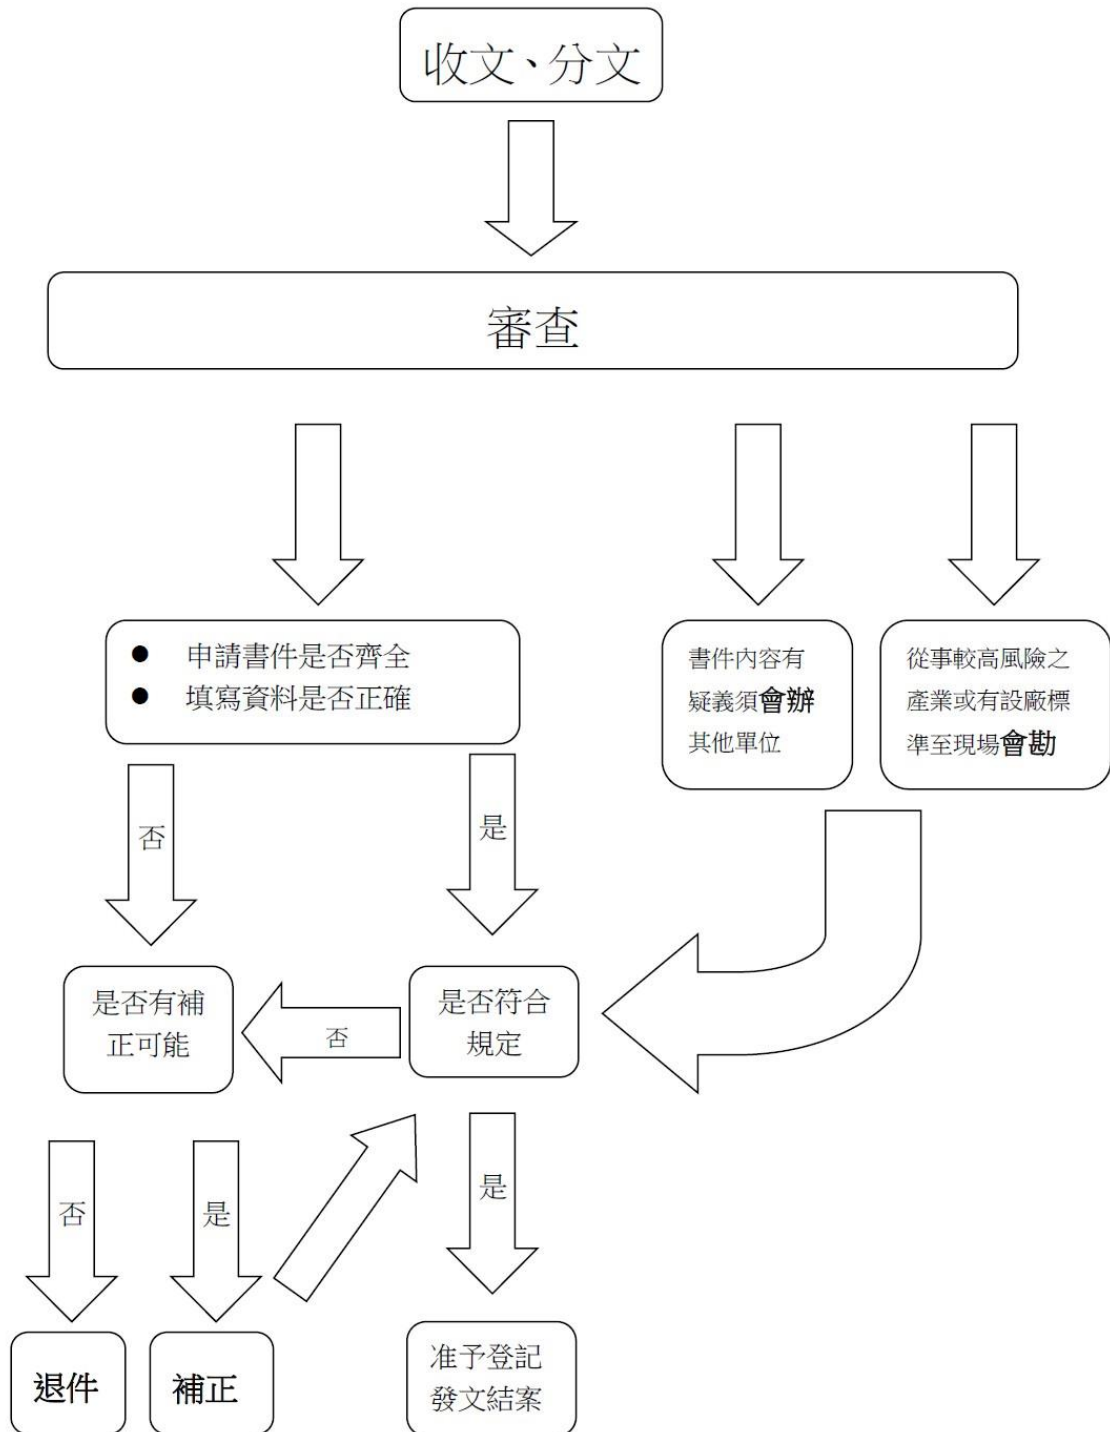 收文、分文
審查
● 申請書件是否齊全
● 填寫資料是否正確
書件內容有
疑義須會辦
其他單位
從事較高風險之
產業或有設廠標
準至現場會勘
否
是
是否有補
正可能
否
是否符合
規定
否
是
是
退件
補正
准予登記
發文結案